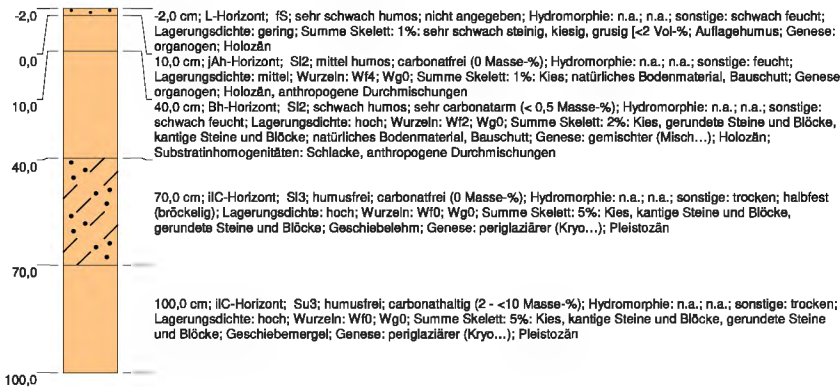 -2,0
-2,0 cm; L-Horizont; fS; sehr schwach humos; nicht angegeben; Hydromorphie: n.a.; n.a.; sonstige: schwach feucht;
Lagerungsdichte: gering; Summe Skelett: 1%: sehr schwach steinig, kiesig, grusig [<2 Vol-%; Auflagehumus; Genese:
organogen; Holozän
0,0
10,0 cm; jAh-Horizont; Sl2; mittel humos; carbonatfrei (0 Masse-%); Hydromorphie: n.a.; n.a.; sonstige: feucht;
Lagerungsdichte: mittel; Wurzeln: Wf4; Wg0; Summe Skelett: 1%: Kies; natürliches Bodenmaterial, Bauschutt; Genese
organogen; Holozän, anthropogene Durchmischungen
10,0
40,0 cm; Bh-Horizont; Sl2; schwach humos; sehr carbonatarm (< 0,5 Masse-%); Hydromorphie: n.a.; n.a.; sonstige:
schwach feucht; Lagerungsdichte: hoch; Wurzeln: Wf2; Wg0; Summe Skelett: 2%: Kies, gerundete Steine und Blöcke,
kantige Steine und Blöcke; natürliches Bodenmaterial, Bauschutt; Genese: gemischter (Misch...); Holozän;
Substratinhomogenitäten: Schlacke, anthropogene Durchmischungen
40,0
70,0 cm; ilC-Horizont; Sl3; humusfrei; carbonatfrei (0 Masse-%); Hydromorphie: n.a.; n.a.; sonstige: trocken; halbfest
(bröckelig); Lagerungsdichte: hoch; Wurzeln: Wf0; Wg0; Summe Skelett: 5%: Kies, kantige Steine und Blöcke,
gerundete Steine und Blöcke; Geschiebelehm; Genese: periglaziärer (Kryo...); Pleistozän
70,0
100,0 cm; ilC-Horizont; Su3; humusfrei; carbonathaltig (2 - <10 Masse-%); Hydromorphie: n.a.; n.a.; sonstige: trocken;
Lagerungsdichte: hoch; Wurzeln: Wf0; Wg0; Summe Skelett: 5%: Kies, kantige Steine und Blöcke, gerundete Steine
und Blöcke; Geschiebemergel; Genese: periglaziärer (Kryo...); Pleistozän
100,0